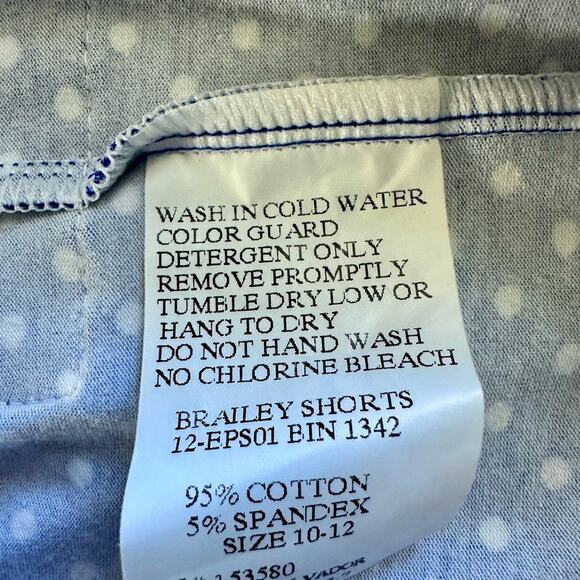 WASH IN COLD WATER
COLOR GUARD
DETERGENT ONLY
REMOVE PROMPTLY
TUMBLE DRY LOW OR
HANG TO DRY
DO NOT HAND WASH
NO CHLORINE BLEACH
BRAILEY SHORTS
12-EPS01 BIN 1342
95% COTTON
5% SPANDEX
SIZE 10-12
153580